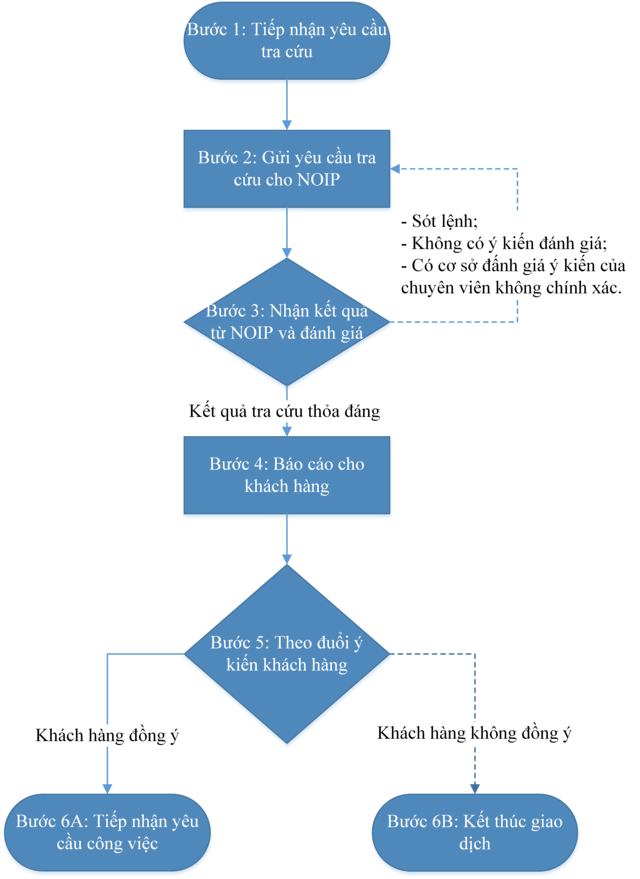 Bước 1: Tiếp nhận yêu cầu
tra cứu
Bước 2: Gửi yêu cầu tra
cứu cho NOIP
- Sót lệnh;
- Không có ý kiến đánh giá;
- Có cơ sở đấnh giá ý kiến của
chuyên viên không chính xác.
Bước 3: Nhận kết quả
từ NOIP và đánh giá
Kết quả tra cứu thỏa đáng
Bước 4: Báo cáo cho
khách hàng
Bước 5: Theo đuổi ý
kiến khách hàng
Khách hàng đồng ý
Khách hàng không đồng ý
Bước 6A: Tiếp nhận yêu
cầu công việc
Bước 6B: Kết thúc giao
dịch